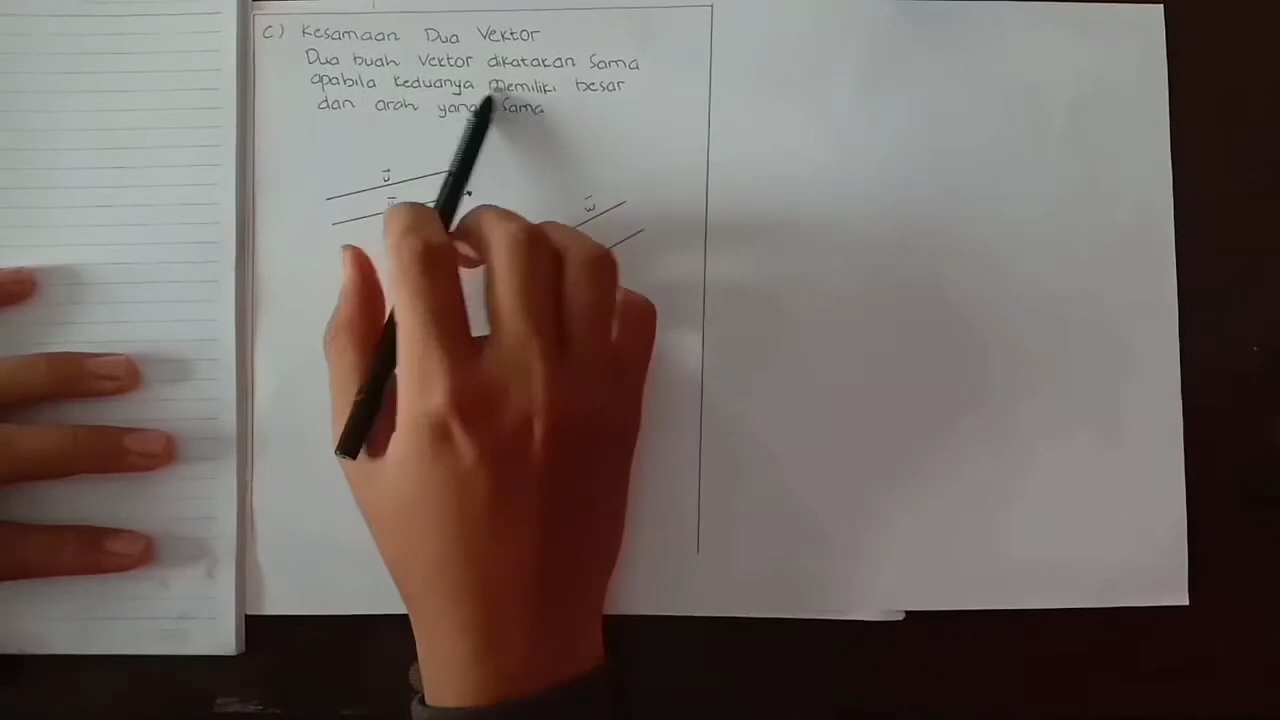 C) Kesamaan Dua Vektor
Dua buah Vektor dikatakan Sama
apabila keduanya memiliki besar
dan arah yang Sama
u
w